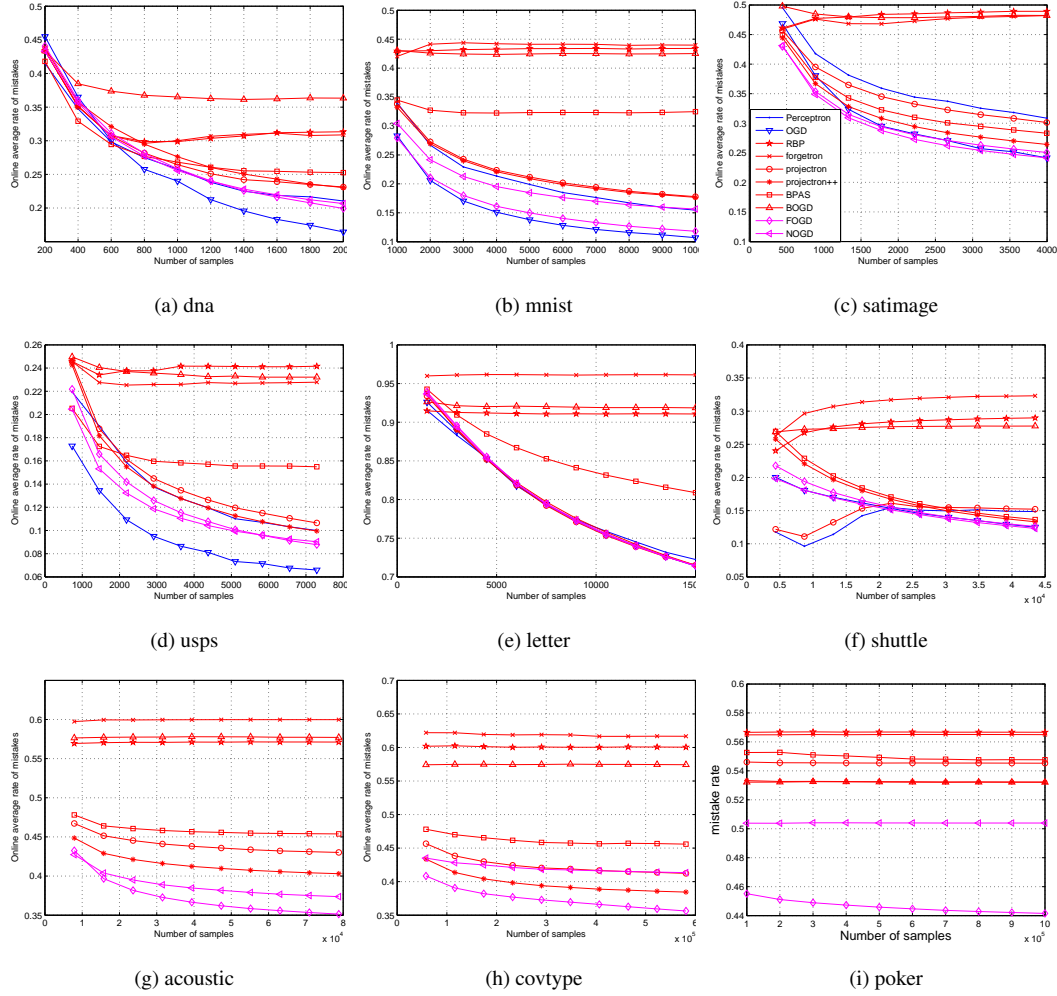 0.5
0.45
0.4
0.35
0.3
0.25
0.2
Online average rate of mistakes
200 400 600 800 1000 1200 1400 1600 1800 200
Number of samples
(a) dna
0.5
0.45
0.4
0.35
0.3
0.25
0.2
0.15
0.1
Online average rate of mistakes
1000 2000 3000 4000 5000 6000 7000 8000 9000 1000
Number of samples
(b) mnist
0.5
0.45
0.4
0.35
0.3
0.25
0.2
0.15
0.1
Online average rate of mistakes
Perceptron
OGD
RBP
forgetron
projectron
projectron++
BPAS
BOGD
FOGD
NOGD
0 500 1000 1500 2000 2500 3000 3500 4000
Number of samples
(c) satimage
0.26
0.24
0.22
0.2
0.18
0.16
0.14
0.12
0.1
0.08
0.06
Online average rate of mistakes
0 1000 2000 3000 4000 5000 6000 7000 800
Number of samples
(d) usps
1
0.95
0.9
0.85
0.8
0.75
0.7
Online average rate of mistakes
0 5000 10000 1500
Number of samples
(e) letter
0.5
0.45
0.4
0.35
0.3
0.25
0.2
0.15
0.1
0.05
Online average rate of mistakes
0 0.5 1 1.5 2 2.5 3 3.5 4 4.5
x 10⁴
Number of samples
(f) shuttle
0.6
0.5
0.45
0.4
0.35
Online average rate of mistakes
0 1 2 3 4 5 6 7 8
x 10⁴
Number of samples
(g) acoustic
0.7
0.65
0.6
0.55
0.5
0.45
0.4
0.35
Online average rate of mistakes
0 1 2 3 4 5 6
x 10⁵
Number of samples
(h) covtype
0.6
0.58
0.56
0.54
0.52
0.5
0.48
0.46
0.44
mistake rate
1 2 3 4 5 6 7 8 9 10
x 10⁵
Number of samples
(i) poker